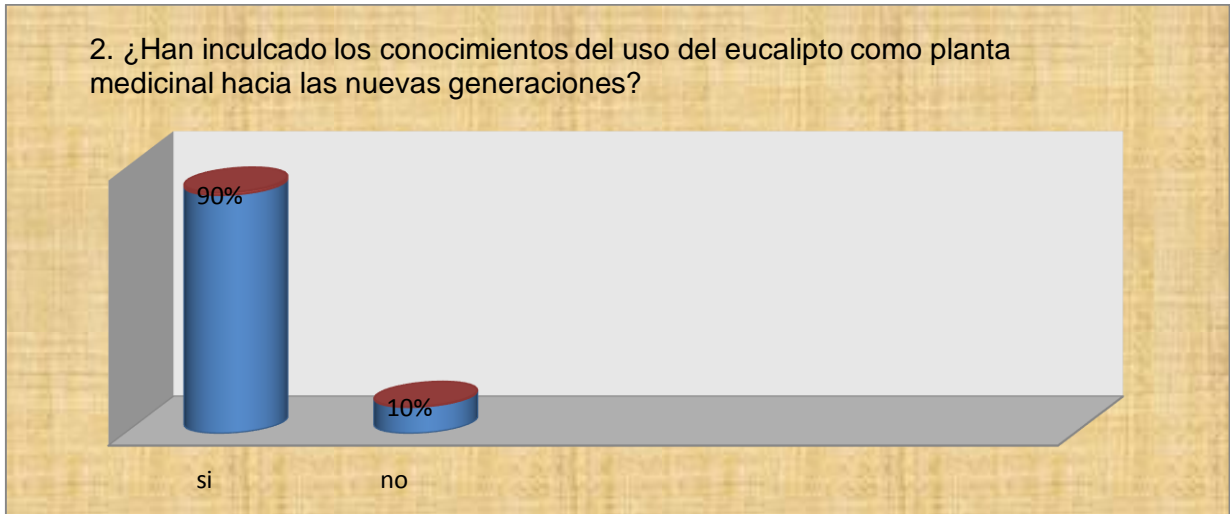 2. ¿Han inculcado los conocimientos del uso del eucalipto como planta
medicinal hacia las nuevas generaciones?
90%
10%
si
no